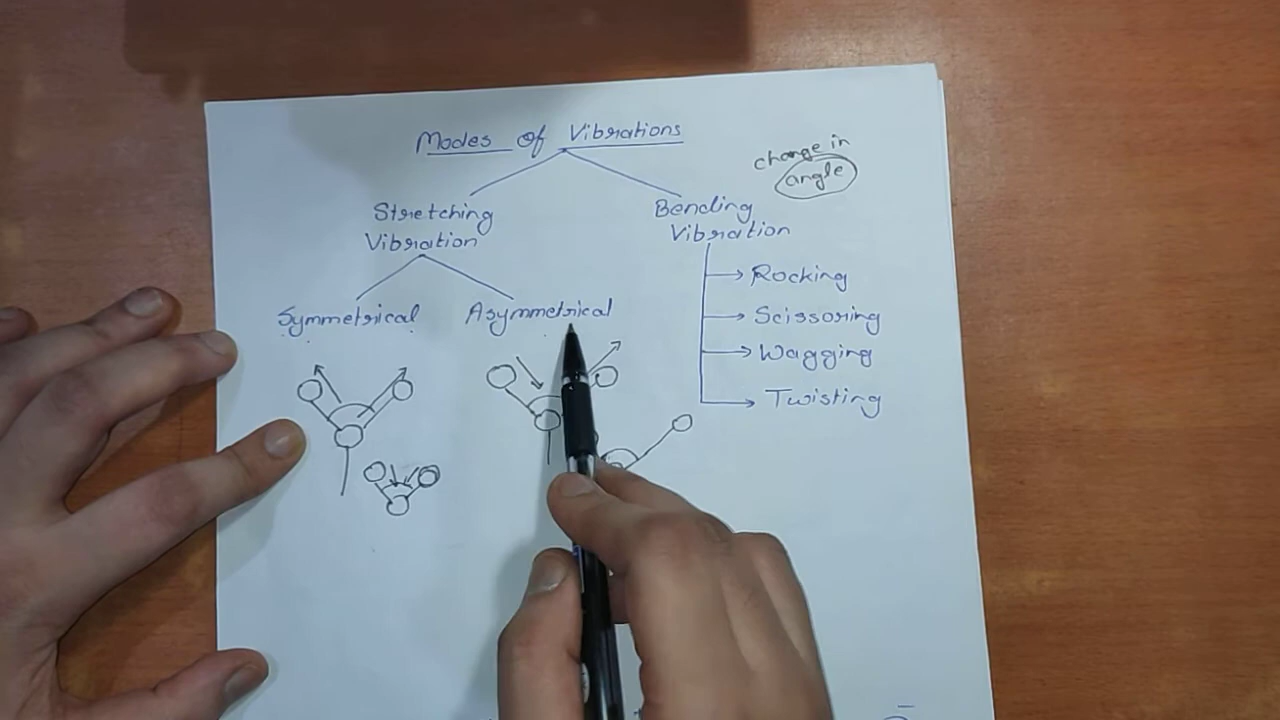 Modes of Vibrations
change in
angle
Stretching
Vibration
Bending
Vibration
Symmetrical
Asymmetrical
Rocking
Scissoring
Wagging
Twisting